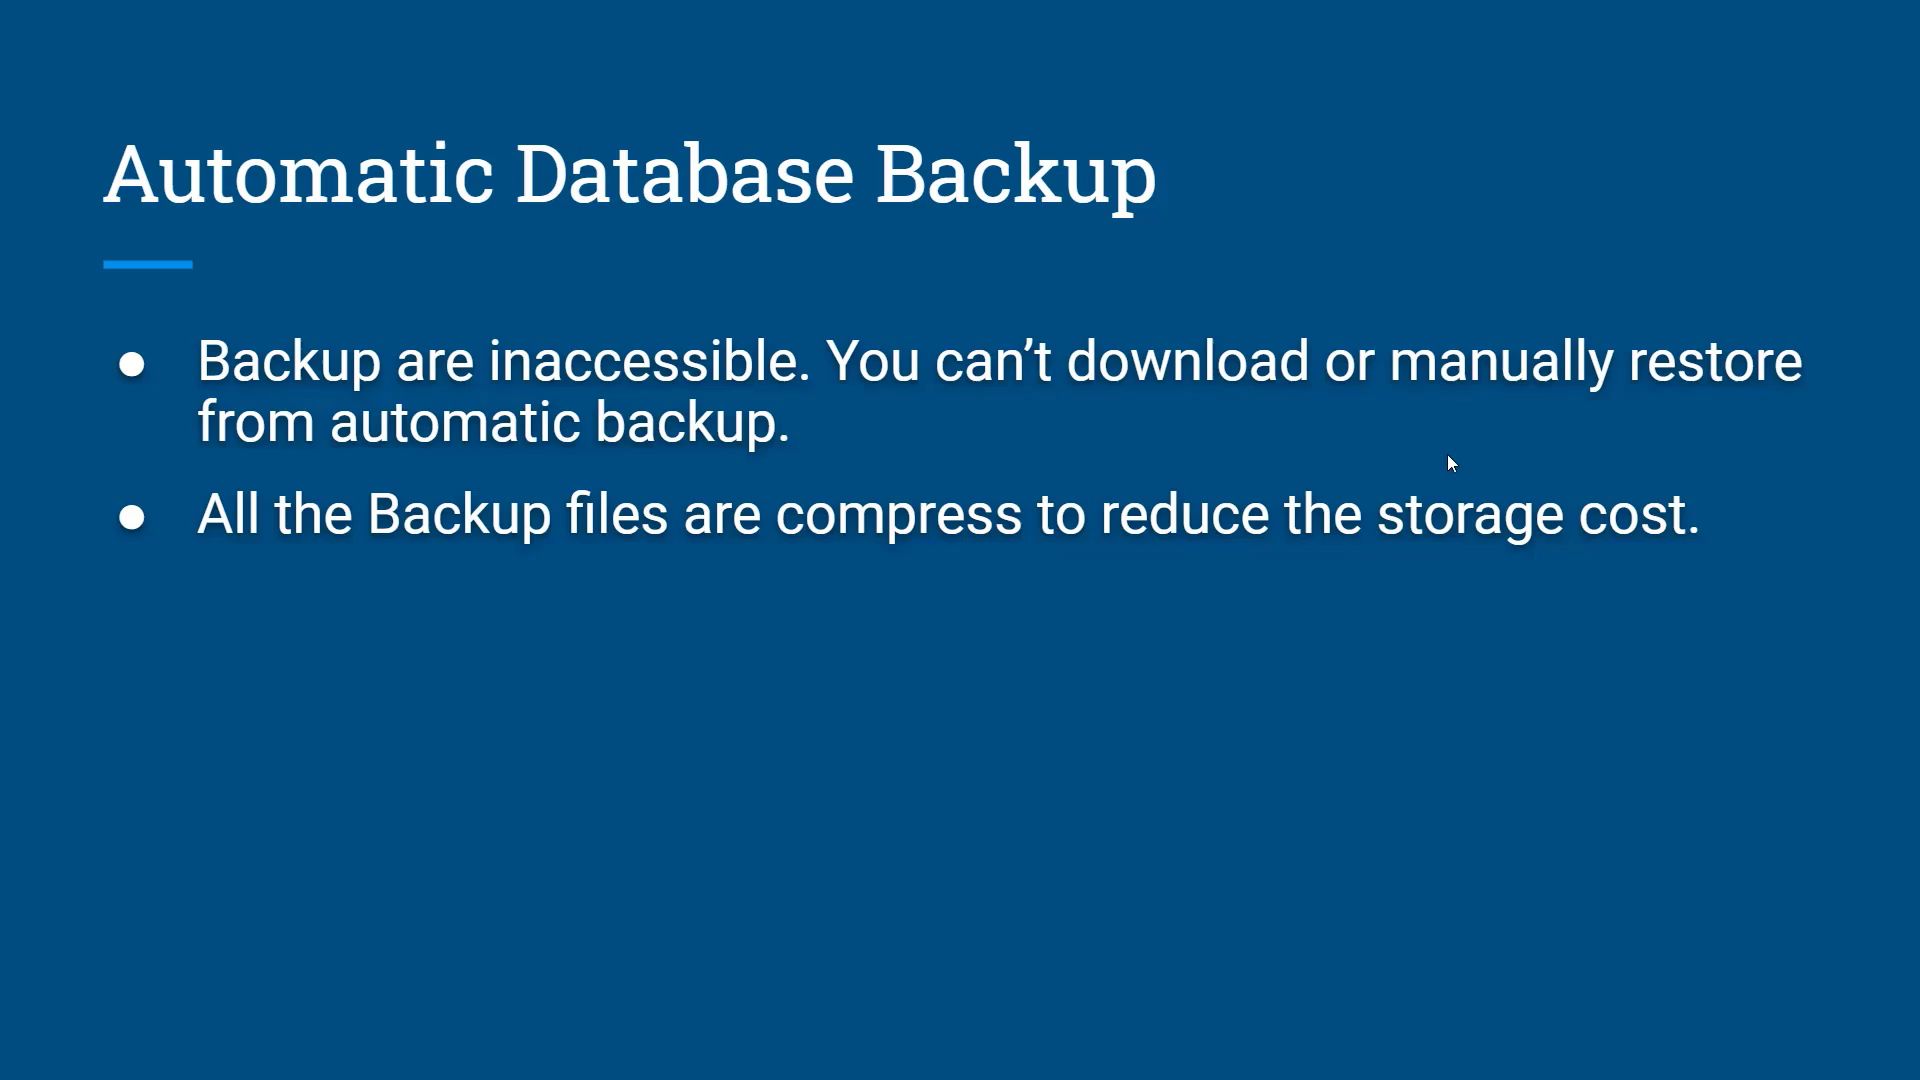 Automatic Database Backup
● Backup are inaccessible. You can’t download or manually restore
from automatic backup.
● All the Backup files are compress to reduce the storage cost.